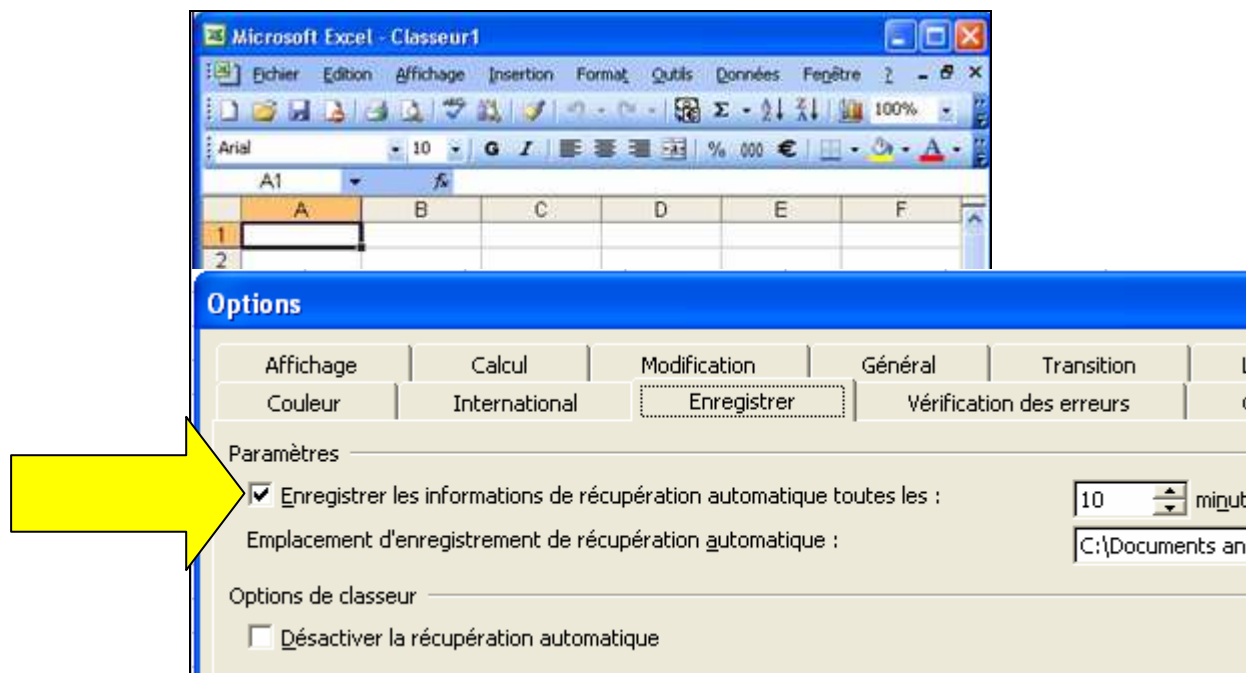 Microsoft Excel - Classeur1
Fichier Edition Affichage Insertion Format Outils Données Fenêtre ?
100%
Arial 10 G I % 000 €
A1 fx
A B C D E F
1
2
Options
Affichage Calcul Modification Général Transition
Couleur International Enregistrer Vérification des erreurs
Paramètres
Enregistrer les informations de récupération automatique toutes les : 10 minut
Emplacement d'enregistrement de récupération automatique : C:\Documents an
Options de classeur
Désactiver la récupération automatique